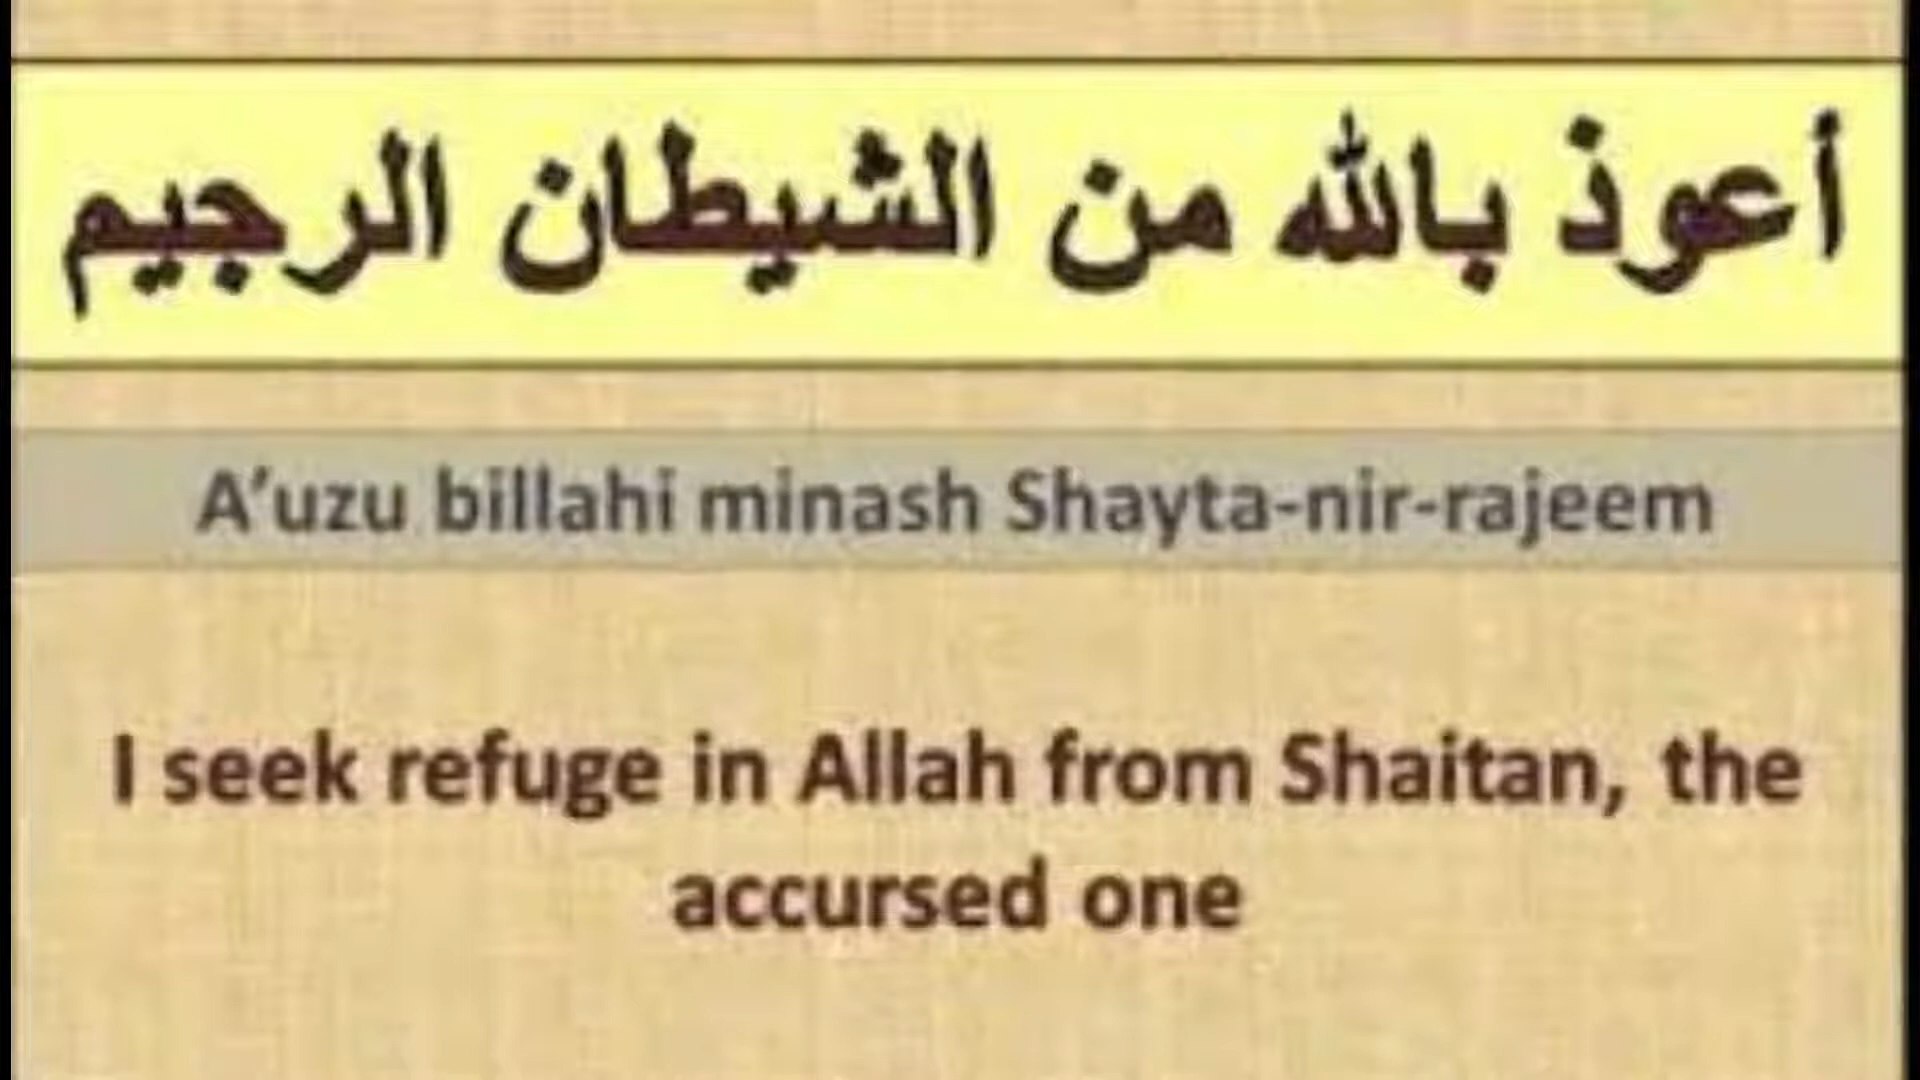 أعوذ بالله من الشيطان الرجيم
A’uzu billahi minash Shayta-nir-rajeem
I seek refuge in Allah from Shaitan, the
accursed one